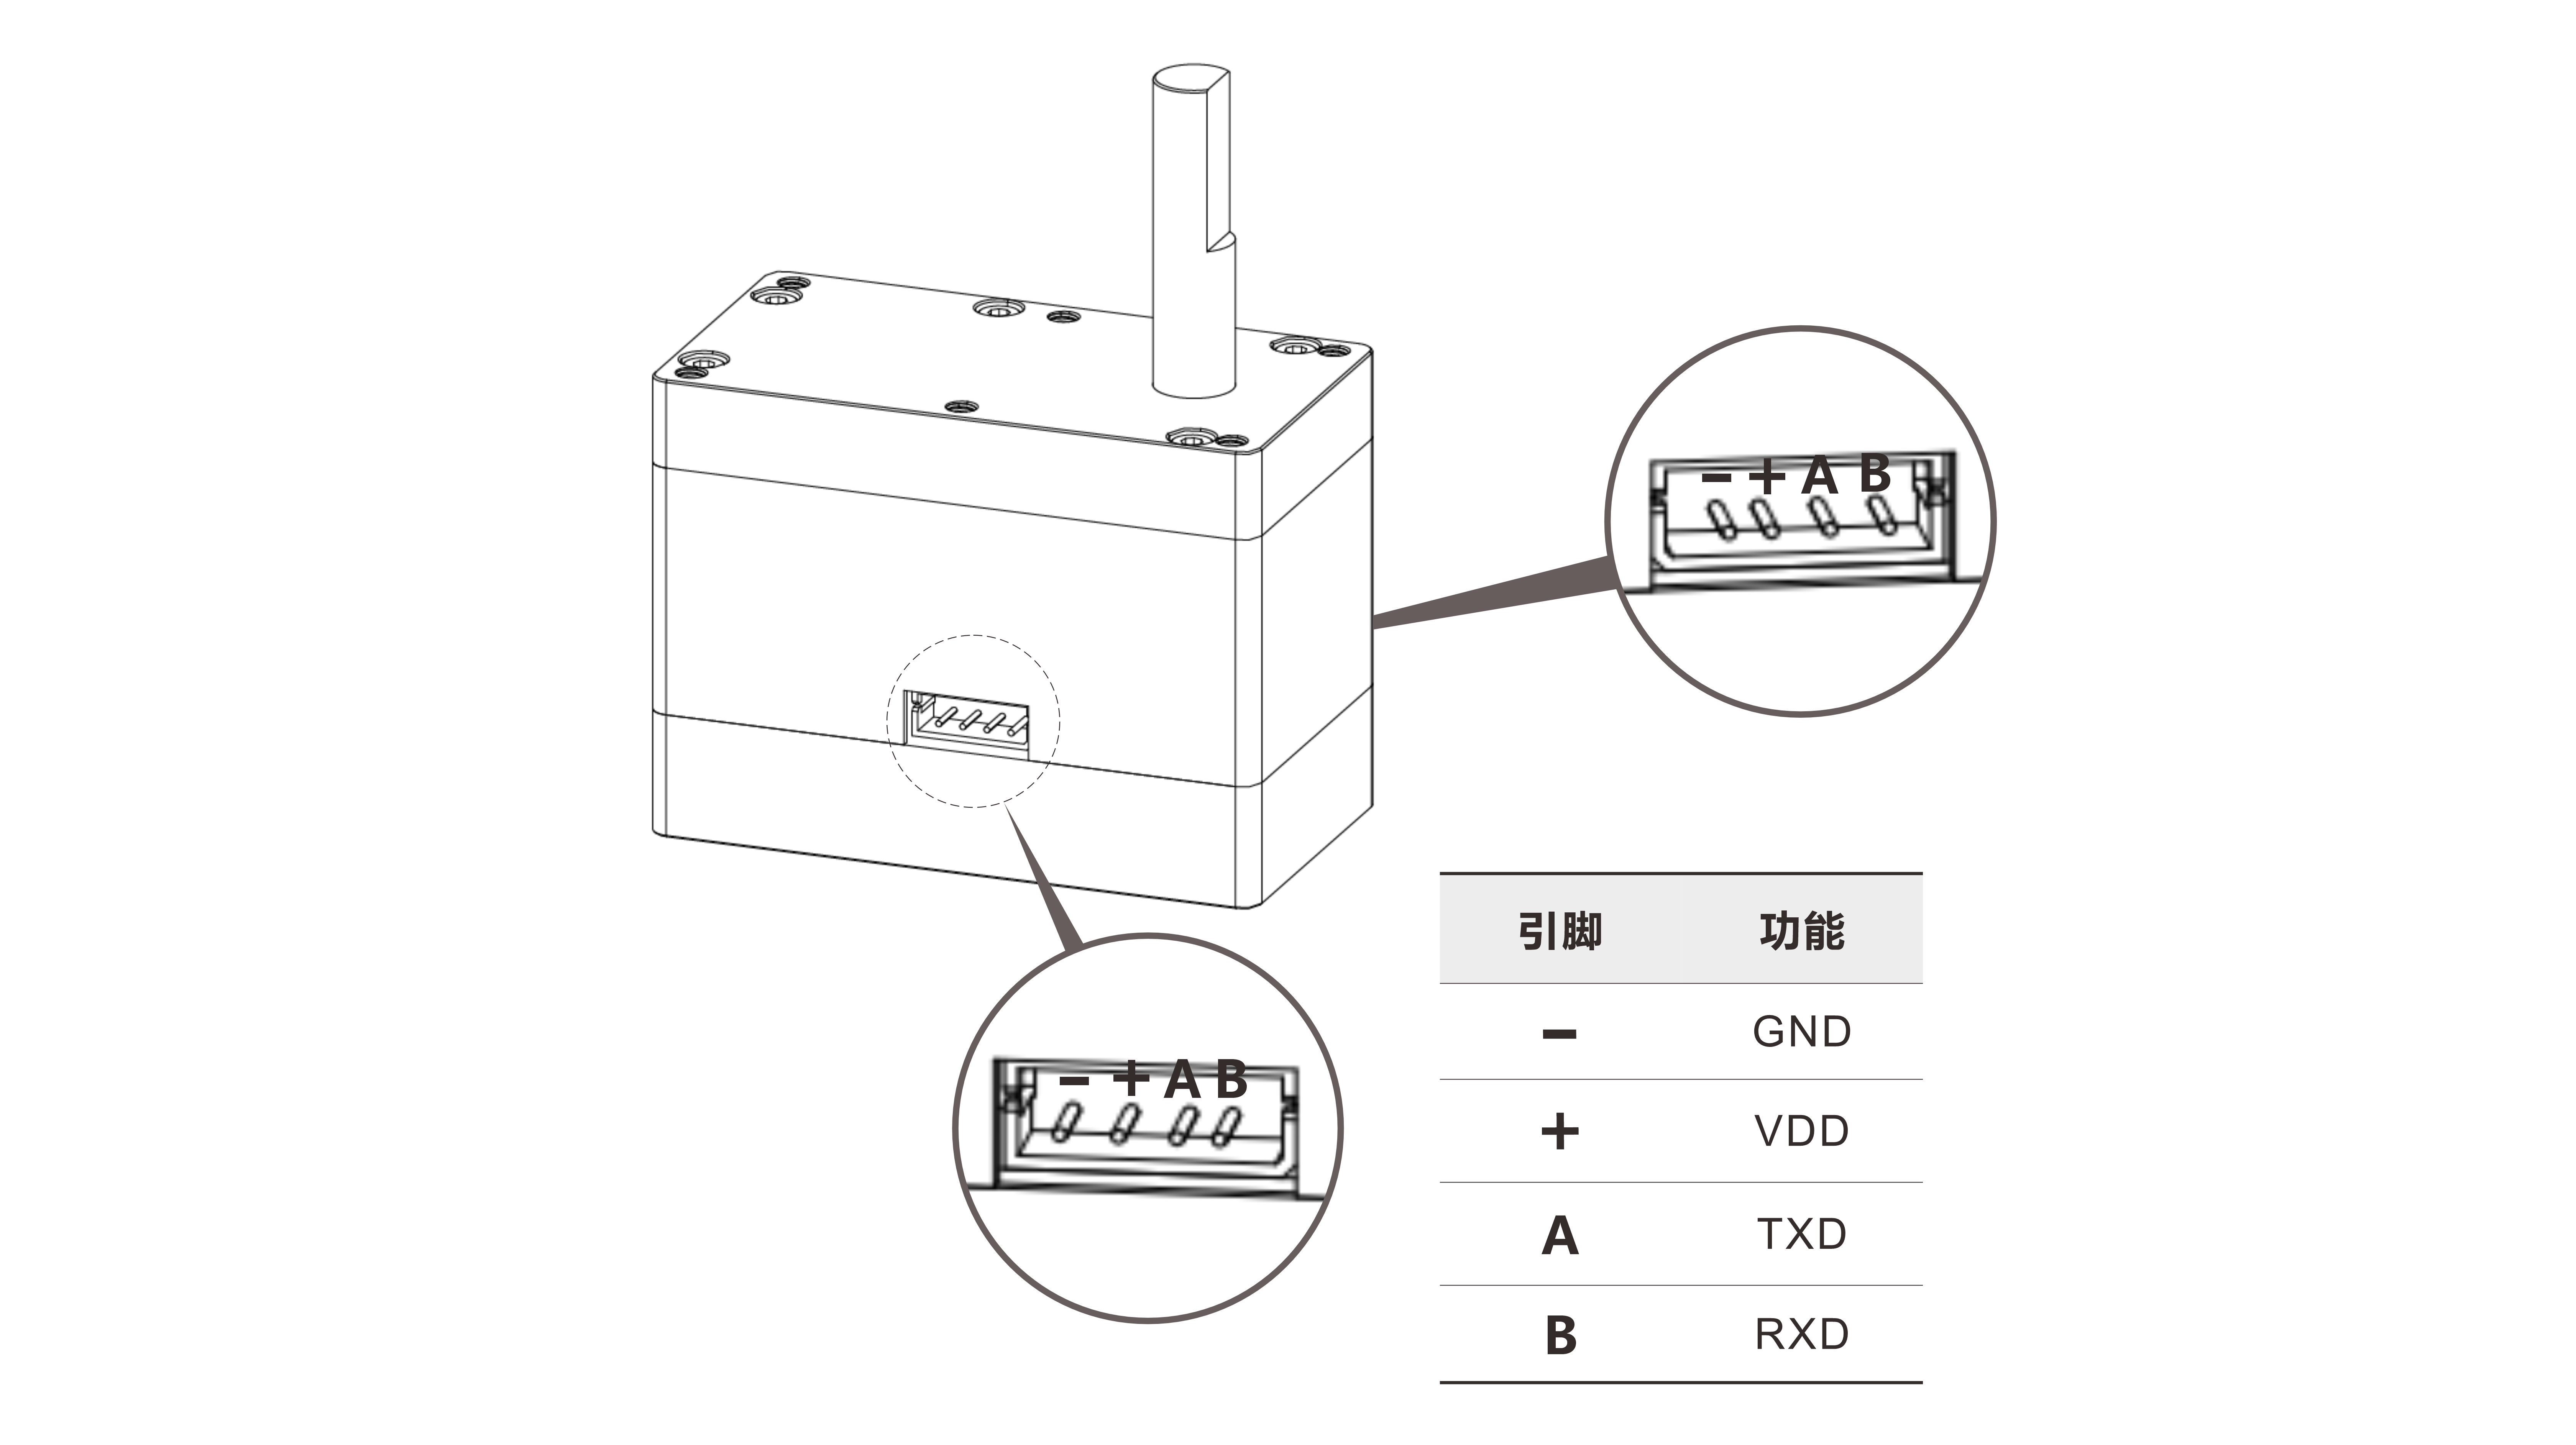 − + A B
− + A B
引脚 功能
− GND
+ VDD
A TXD
B RXD